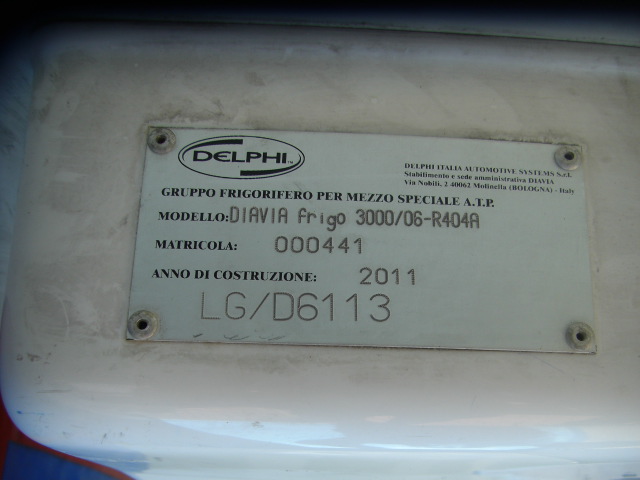 DELPHI TM
DELPHI ITALIA AUTOMOTIVE SYSTEMS S.r.l.
Stabilimento e sede amministrativa DIAVIA
Via Nobili, 2 40062 Molinella (BOLOGNA) - Italy
GRUPPO FRIGORIFERO PER MEZZO SPECIALE A.T.P.
MODELLO: DIAVIA frigo 3000/06-R404A
MATRICOLA: 000441
ANNO DI COSTRUZIONE: 2011
LG/D6113